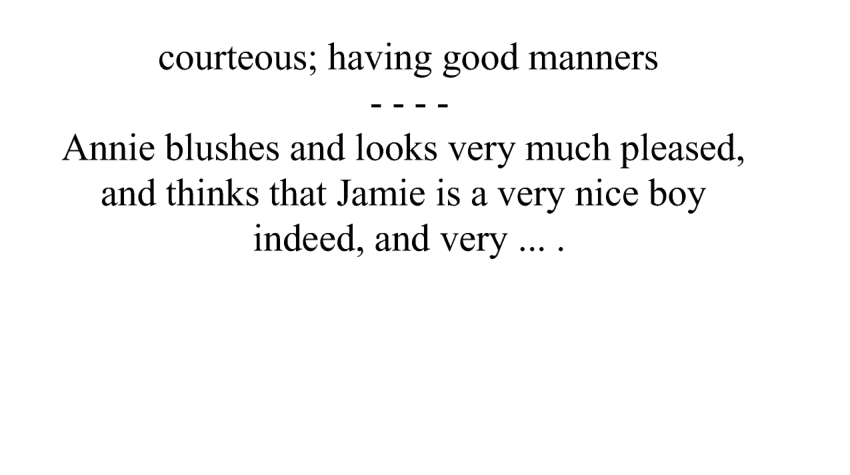 courteous; having good manners
- - - -
Annie blushes and looks very much pleased,
and thinks that Jamie is a very nice boy
indeed, and very ... .